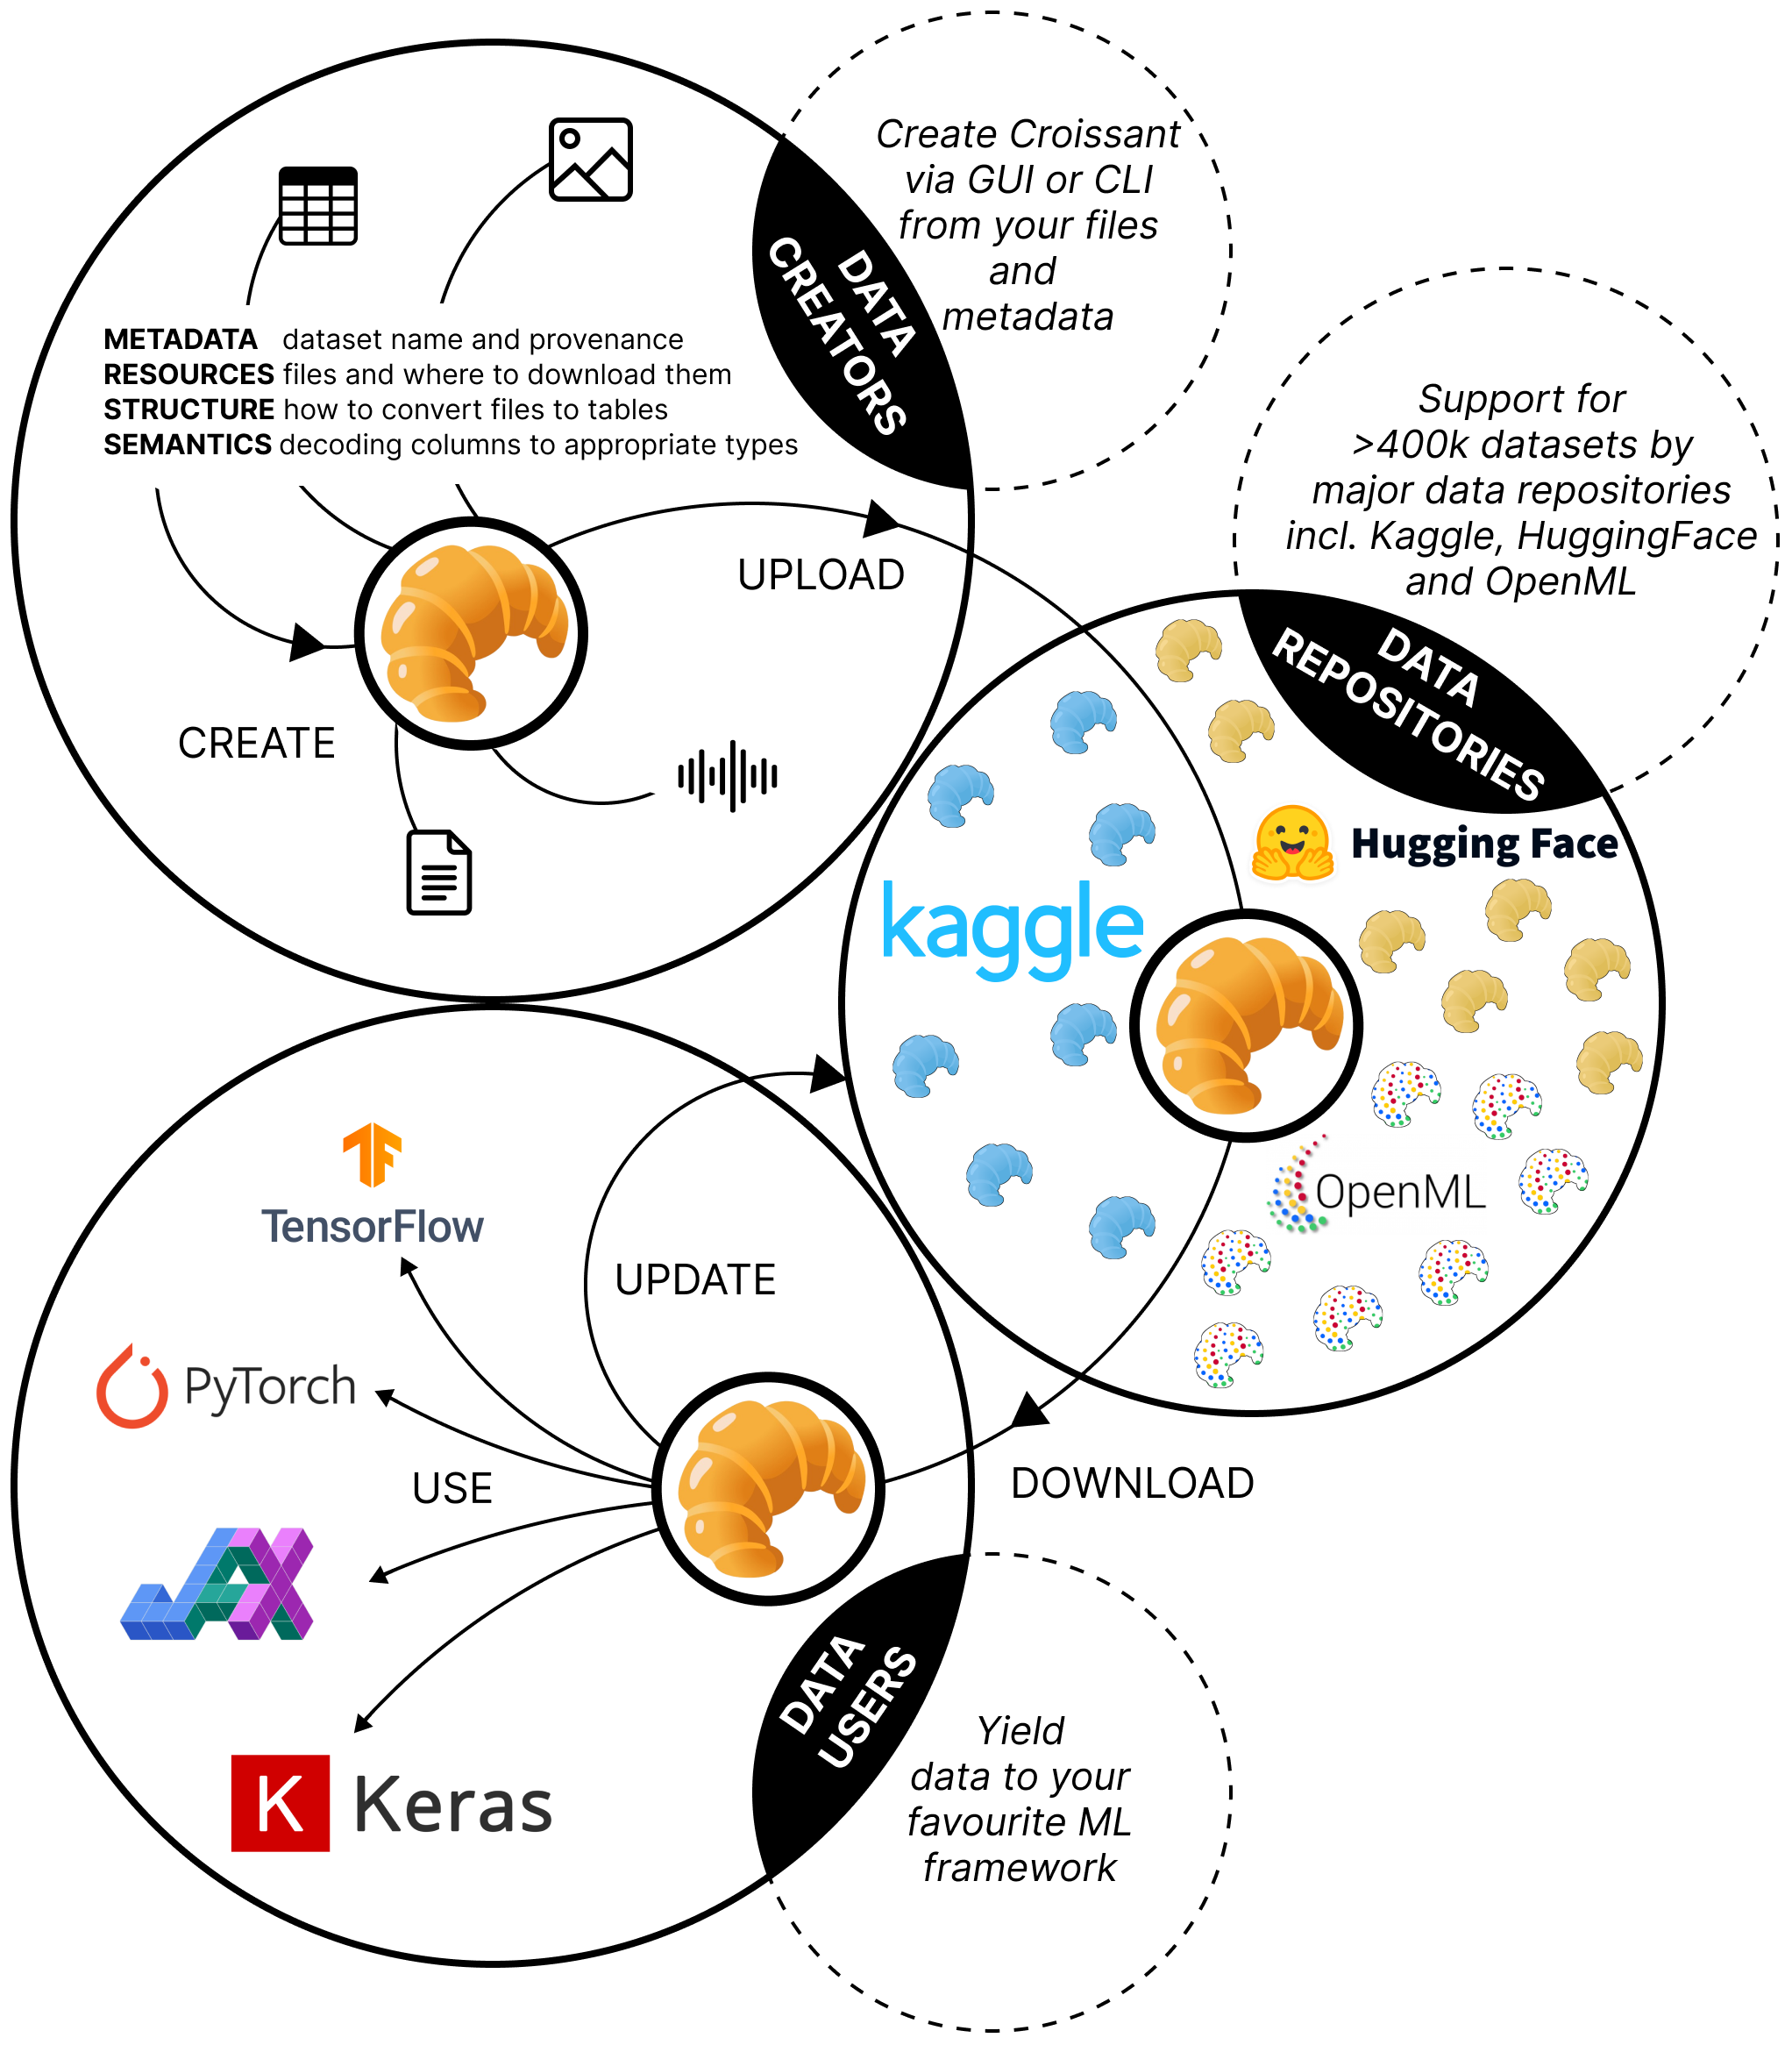 Create Croissant
via GUI or CLI
from your files
and
metadata
DATA
CREATORS
METADATA dataset name and provenance
RESOURCES files and where to download them
STRUCTURE how to convert files to tables
SEMANTICS decoding columns to appropriate types
UPLOAD
CREATE
Support for
>400k datasets by
major data repositories
incl. Kaggle, HuggingFace
and OpenML
DATA
REPOSITORIES
Hugging Face
kaggle
OpenML
TensorFlow
UPDATE
PyTorch
USE
DOWNLOAD
JAX
K Keras
DATA
USERS
Yield
data to your
favourite ML
framework